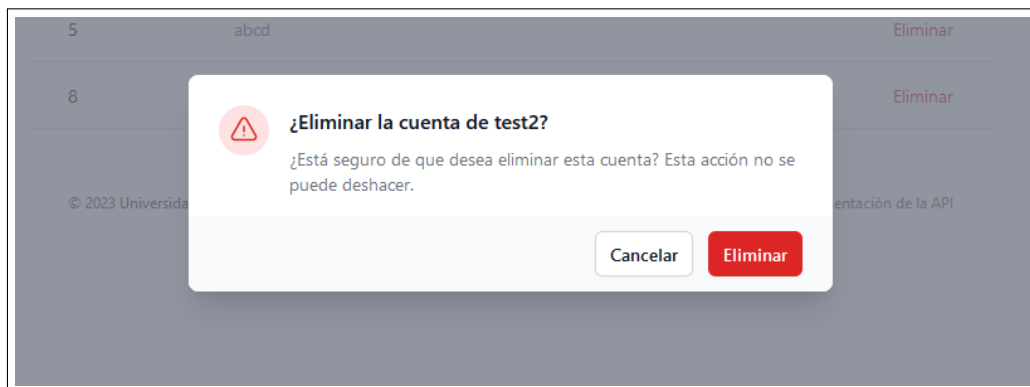 5 abcd Eliminar
8 Eliminar
¿Eliminar la cuenta de test2?
¿Está seguro de que desea eliminar esta cuenta? Esta acción no se
puede deshacer.
© 2023 Universida entación de la API
Cancelar Eliminar